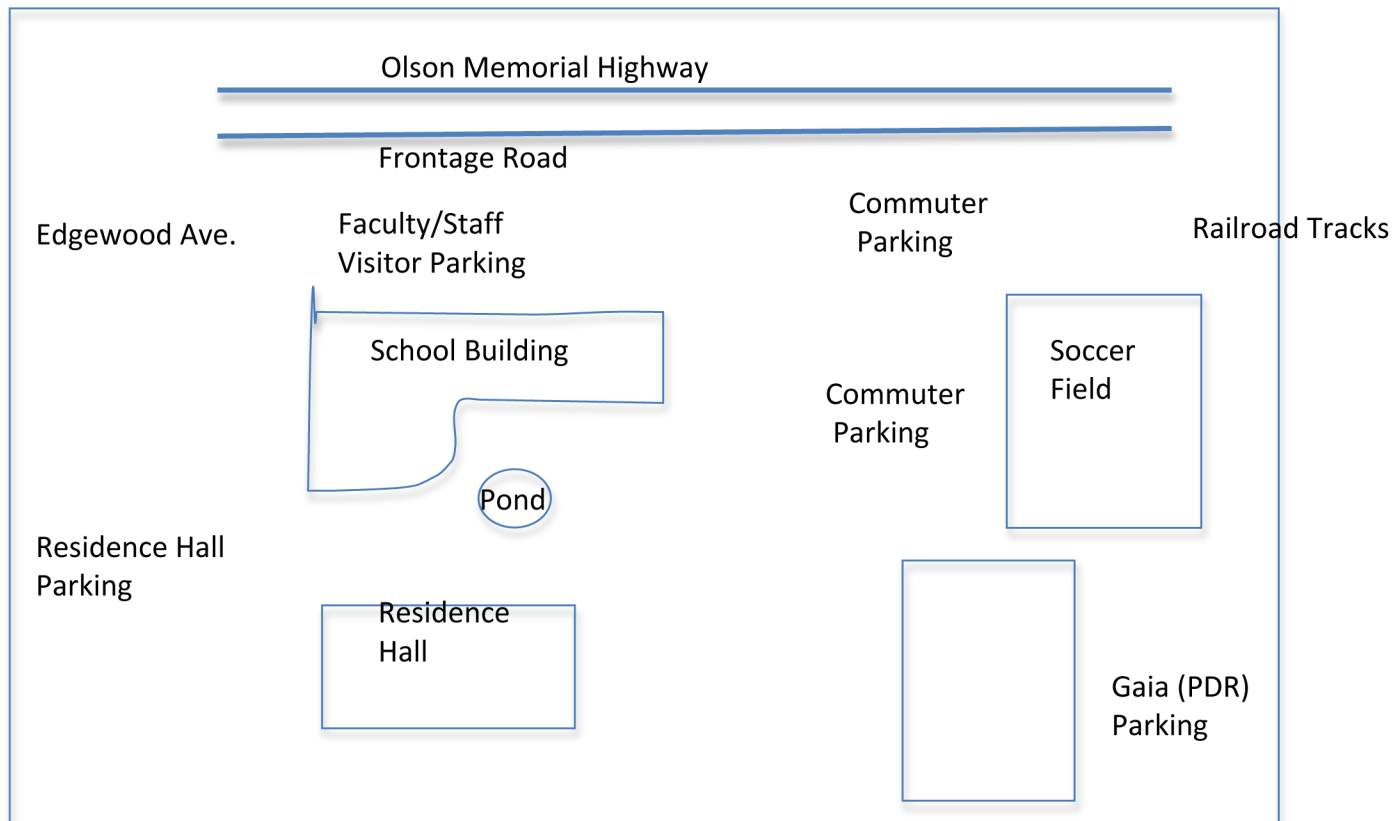 Olson Memorial Highway
Frontage Road
Edgewood Ave.
Faculty/Staff
Visitor Parking
Commuter
Parking
Railroad Tracks
School Building
Soccer
Field
Commuter
Parking
Pond
Residence Hall
Parking
Residence
Hall
Gaia (PDR)
Parking